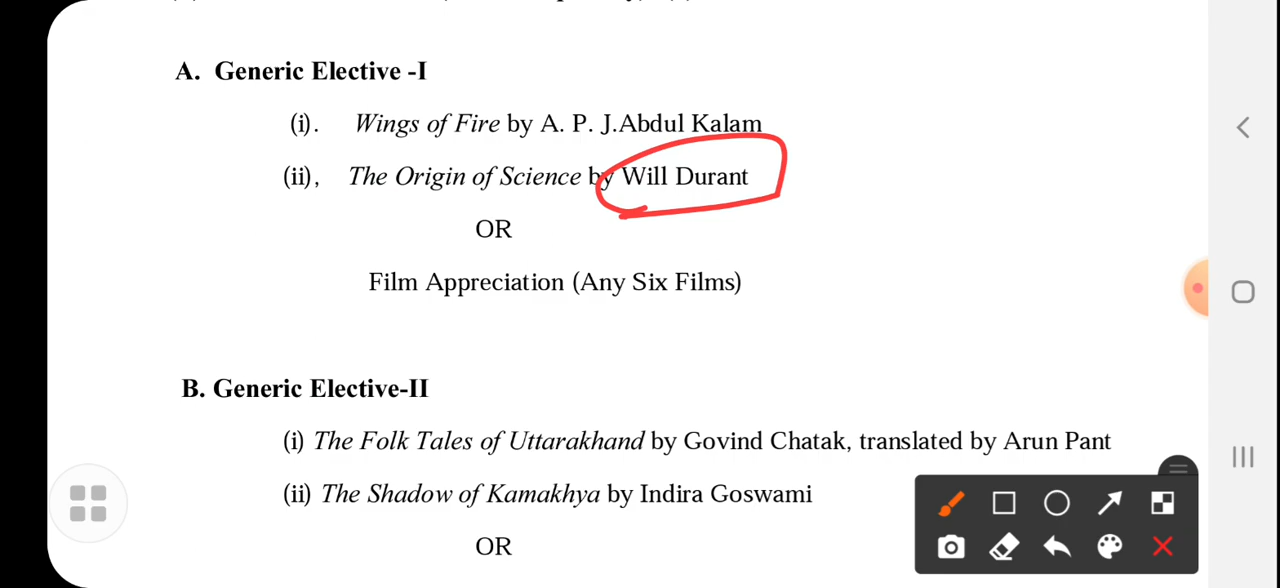 A. Generic Elective -I
(i). Wings of Fire by A. P. J.Abdul Kalam
(ii), The Origin of Science by Will Durant
OR
Film Appreciation (Any Six Films)
B. Generic Elective-II
(i) The Folk Tales of Uttarakhand by Govind Chatak, translated by Arun Pant
(ii) The Shadow of Kamakhya by Indira Goswami
OR